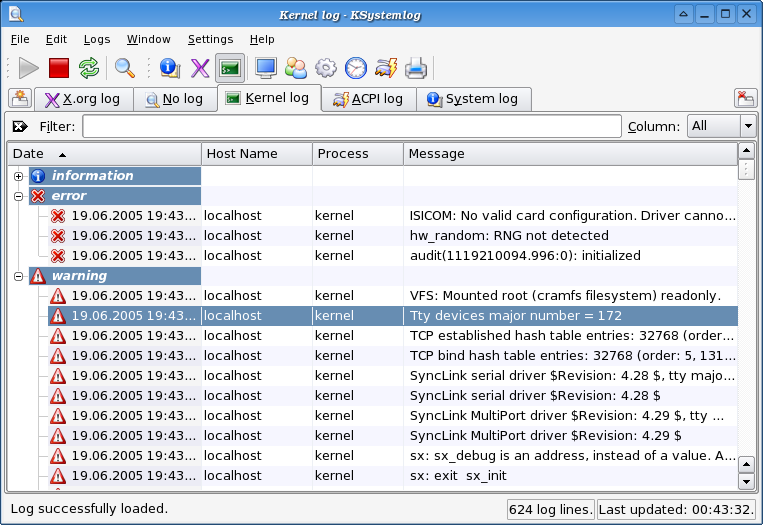 Kernel log - KSystemlog
File Edit Logs Window Settings Help
X.org log No log Kernel log ACPI log System log
Filter: Column: All
Date Host Name Process Message
information
error
19.06.2005 19:43... localhost kernel ISICOM: No valid card configuration. Driver canno...
19.06.2005 19:43... localhost kernel hw_random: RNG not detected
19.06.2005 19:43... localhost kernel audit(1119210094.996:0): initialized
warning
19.06.2005 19:43... localhost kernel VFS: Mounted root (cramfs filesystem) readonly.
19.06.2005 19:43... localhost kernel Tty devices major number = 172
19.06.2005 19:43... localhost kernel TCP established hash table entries: 32768 (order...
19.06.2005 19:43... localhost kernel TCP bind hash table entries: 32768 (order: 5, 131...
19.06.2005 19:43... localhost kernel SyncLink serial driver $Revision: 4.28 $, tty majo...
19.06.2005 19:43... localhost kernel SyncLink serial driver $Revision: 4.28 $
19.06.2005 19:43... localhost kernel SyncLink MultiPort driver $Revision: 4.29 $, tty ...
19.06.2005 19:43... localhost kernel SyncLink MultiPort driver $Revision: 4.29 $
19.06.2005 19:43... localhost kernel sx: sx_debug is an address, instead of a value. A...
19.06.2005 19:43... localhost kernel sx: exit sx_init
Log successfully loaded. 624 log lines. Last updated: 00:43:32.